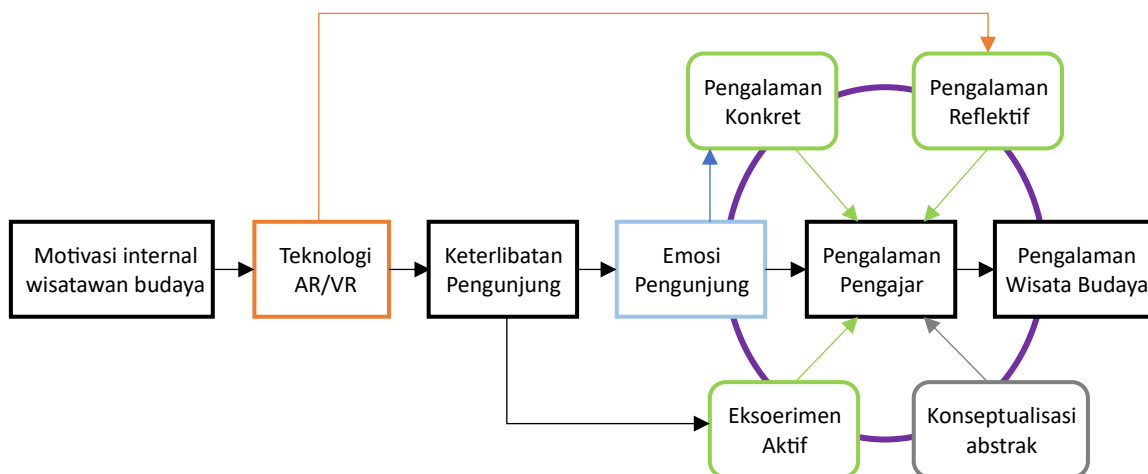 Pengalaman
Konkret
Pengalaman
Reflektif
Motivasi internal
wisatawan budaya
Teknologi
AR/VR
Keterlibatan
Pengunjung
Emosi
Pengunjung
Pengalaman
Pengajar
Pengalaman
Wisata Budaya
Eksoerimen
Aktif
Konseptualisasi
abstrak